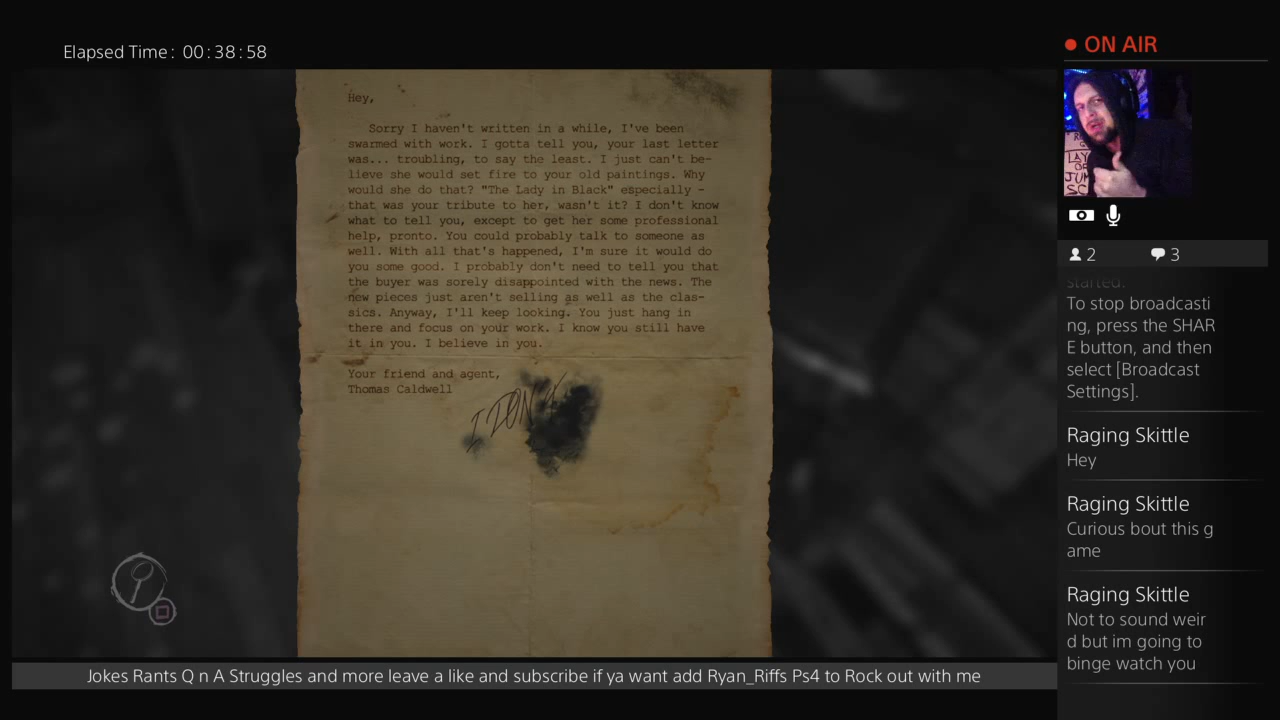 Elapsed Time: 00:38:58
Hey,
Sorry I haven't written in a while, I've been
swarmed with work. I gotta tell you, your last letter
was... troubling, to say the least. I just can't be-
lieve she would set fire to your old paintings. Why
would she do that? "The Lady in Black" especially -
that was your tribute to her, wasn't it? I don't know
what to tell you, except to get her some professional
help, pronto. You could probably talk to someone as
well. With all that's happened, I'm sure it would do
you some good. I probably don't need to tell you that
the buyer was sorely disappointed with the news. The
new pieces just aren't selling as well as the clas-
sics. Anyway, I'll keep looking. You just hang in
there and focus on your work. I know you still have
it in you. I believe in you.
Your friend and agent,
Thomas Caldwell
I DON'T
Jokes Rants Q n A Struggles and more leave a like and subscribe if ya want add Ryan_Riffs Ps4 to Rock out with me
ON AIR
LAY
OF
JUM
SC
2
3
started.
To stop broadcasti
ng, press the SHAR
E button, and then
select [Broadcast
Settings].
Raging Skittle
Hey
Raging Skittle
Curious bout this g
ame
Raging Skittle
Not to sound weir
d but im going to
binge watch you